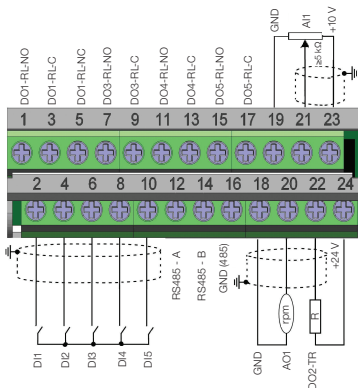 DO1-RL-NO
DO1-RL-C
DO1-RL-NC
DO3-RL-NO
DO3-RL-C
DO4-RL-NO
DO4-RL-C
DO5-RL-NO
DO5-RL-C
GND
AI1
≥5 kΩ
+10 V
1 3 5 7 9 11 13 15 17 19 21 23
2 4 6 8 10 12 14 16 18 20 22 24
DI1
DI2
DI3
DI4
DI5
RS485 - A
RS485 - B
GND (485)
GND
rpm
AO1
R
DO2-TR
+24 V